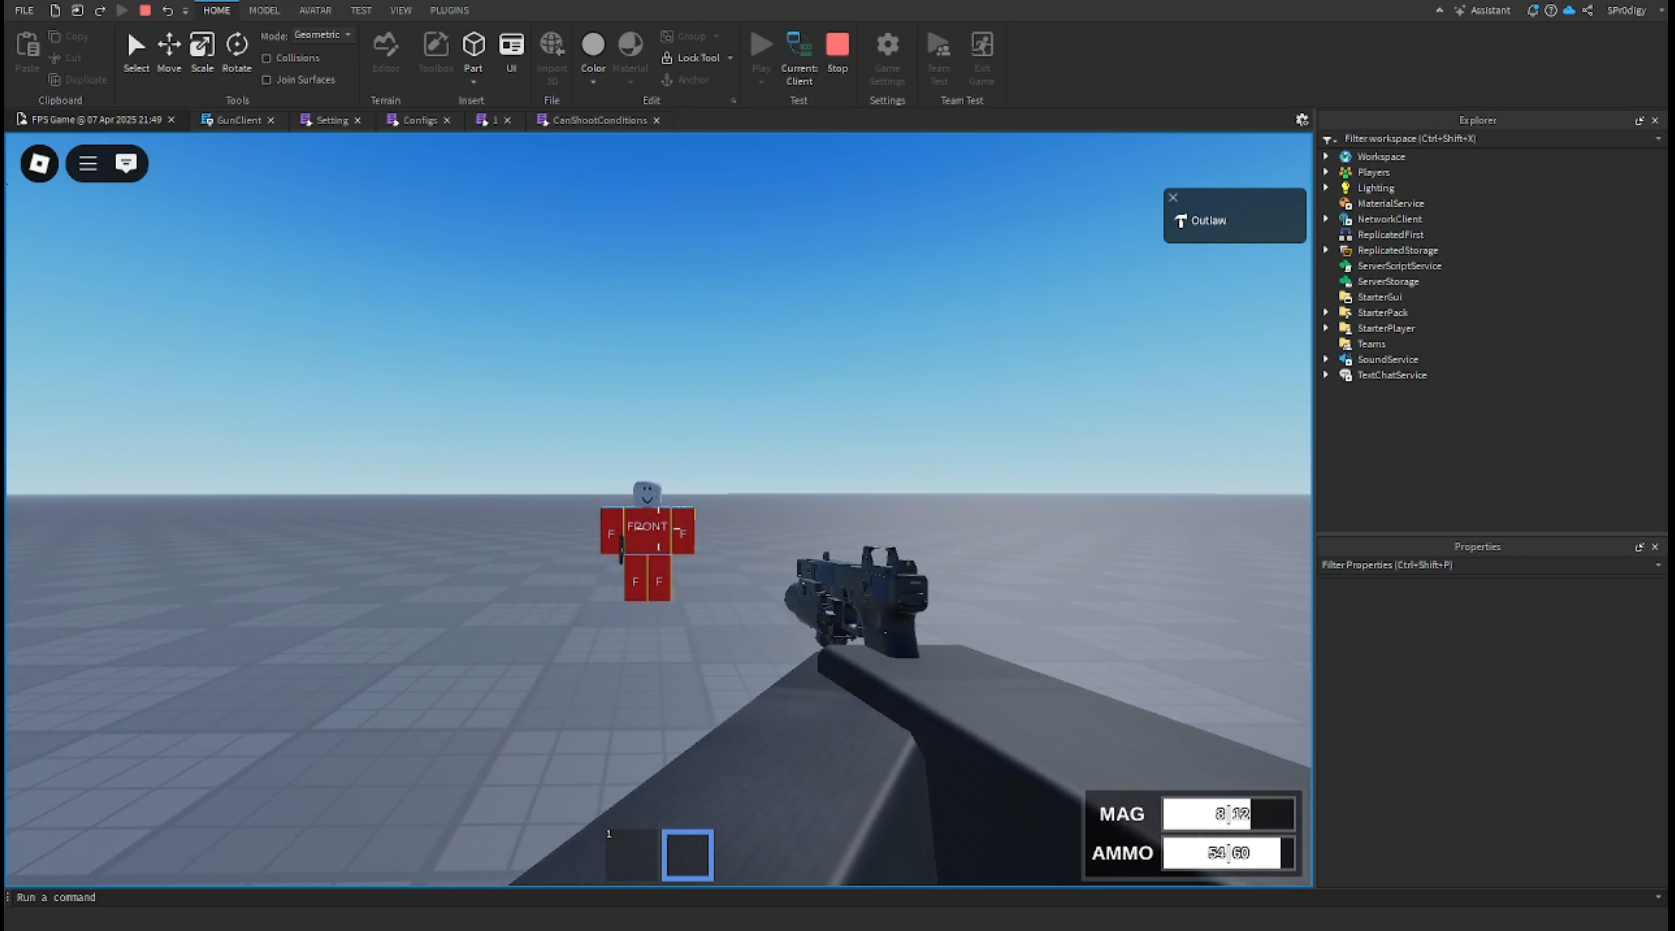 FILE HOME MODEL AVATAR TEST VIEW PLUGINS Assistant SPr0digy
Copy
Cut
Duplicate
Paste
Select Move Scale Rotate
Mode: Geometric
Collisions
Join Surfaces
Editor
Toolbox Part UI
Import
3D
Color Material
Group
Lock Tool
Anchor
Play Current: Stop
Client
Game
Settings
Team
Test
Exit
Game
Clipboard Tools Terrain Insert File Edit Test Settings Team Test
FPS Game @ 07 Apr 2025 21:49 GunClient Setting Configs 1 CanShootConditions
Explorer
Filter workspace (Ctrl+Shift+X)
Workspace
Players
Lighting
MaterialService
NetworkClient
ReplicatedFirst
ReplicatedStorage
ServerScriptService
ServerStorage
StarterGui
StarterPack
StarterPlayer
Teams
SoundService
TextChatService
Properties
Filter Properties (Ctrl+Shift+P)
Outlaw
F FRONT F
F F
1
MAG 8|12
AMMO 54|60
Run a command